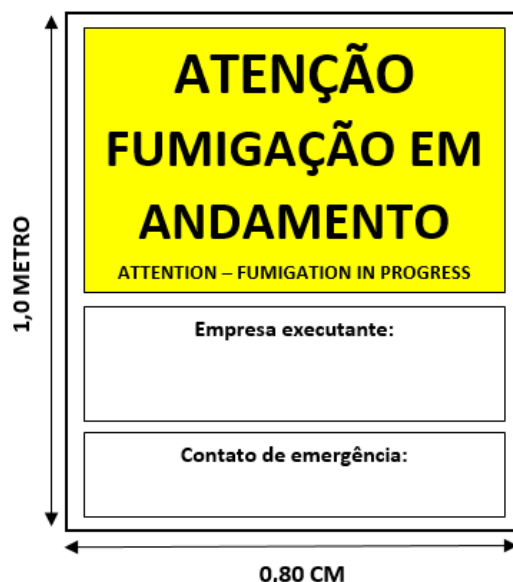 ATENÇÃO
FUMIGAÇÃO EM
ANDAMENTO
ATTENTION – FUMIGATION IN PROGRESS
1,0 METRO
Empresa executante:
Contato de emergência:
0,80 CM